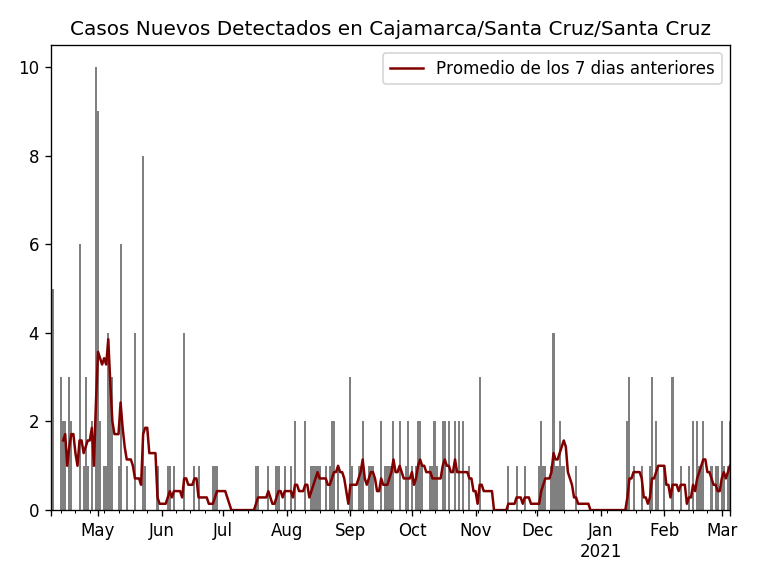 Casos Nuevos Detectados en Cajamarca/Santa Cruz/Santa Cruz
Promedio de los 7 dias anteriores
10
8
6
4
2
0
May Jun Jul Aug Sep Oct Nov Dec Jan Feb Mar
2021